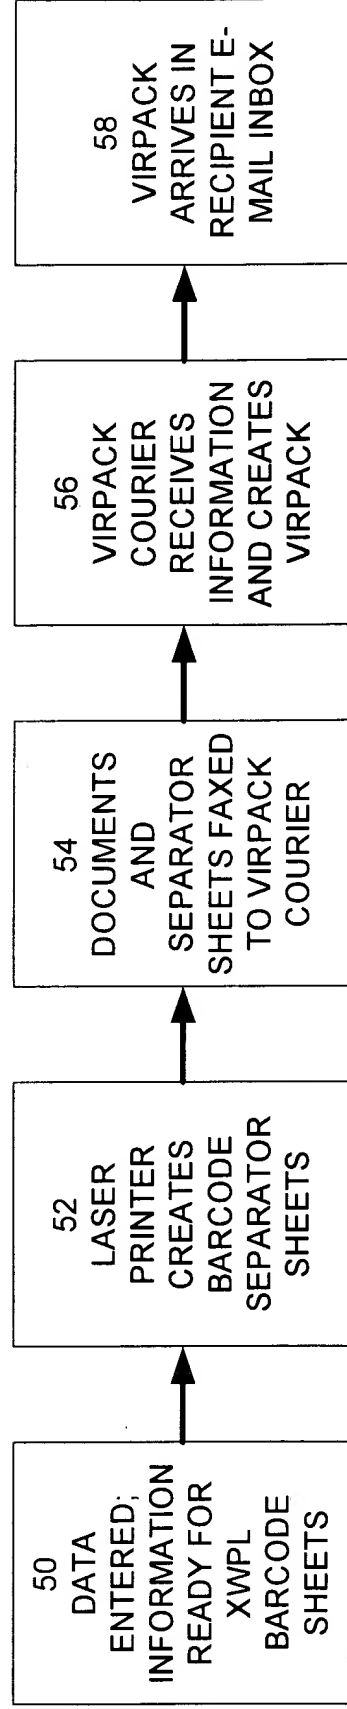 50
DATA
ENTERED;
INFORMATION
READY FOR
XWPL
BARCODE
SHEETS
52
LASER
PRINTER
CREATES
BARCODE
SEPARATOR
SHEETS
54
DOCUMENTS
AND
SEPARATOR
SHEETS FAXED
TO VIRPACK
COURIER
56
VIRPACK
COURIER
RECEIVES
INFORMATION
AND CREATES
VIRPACK
58
VIRPACK
ARRIVES IN
RECIPIENT E-
MAIL INBOX